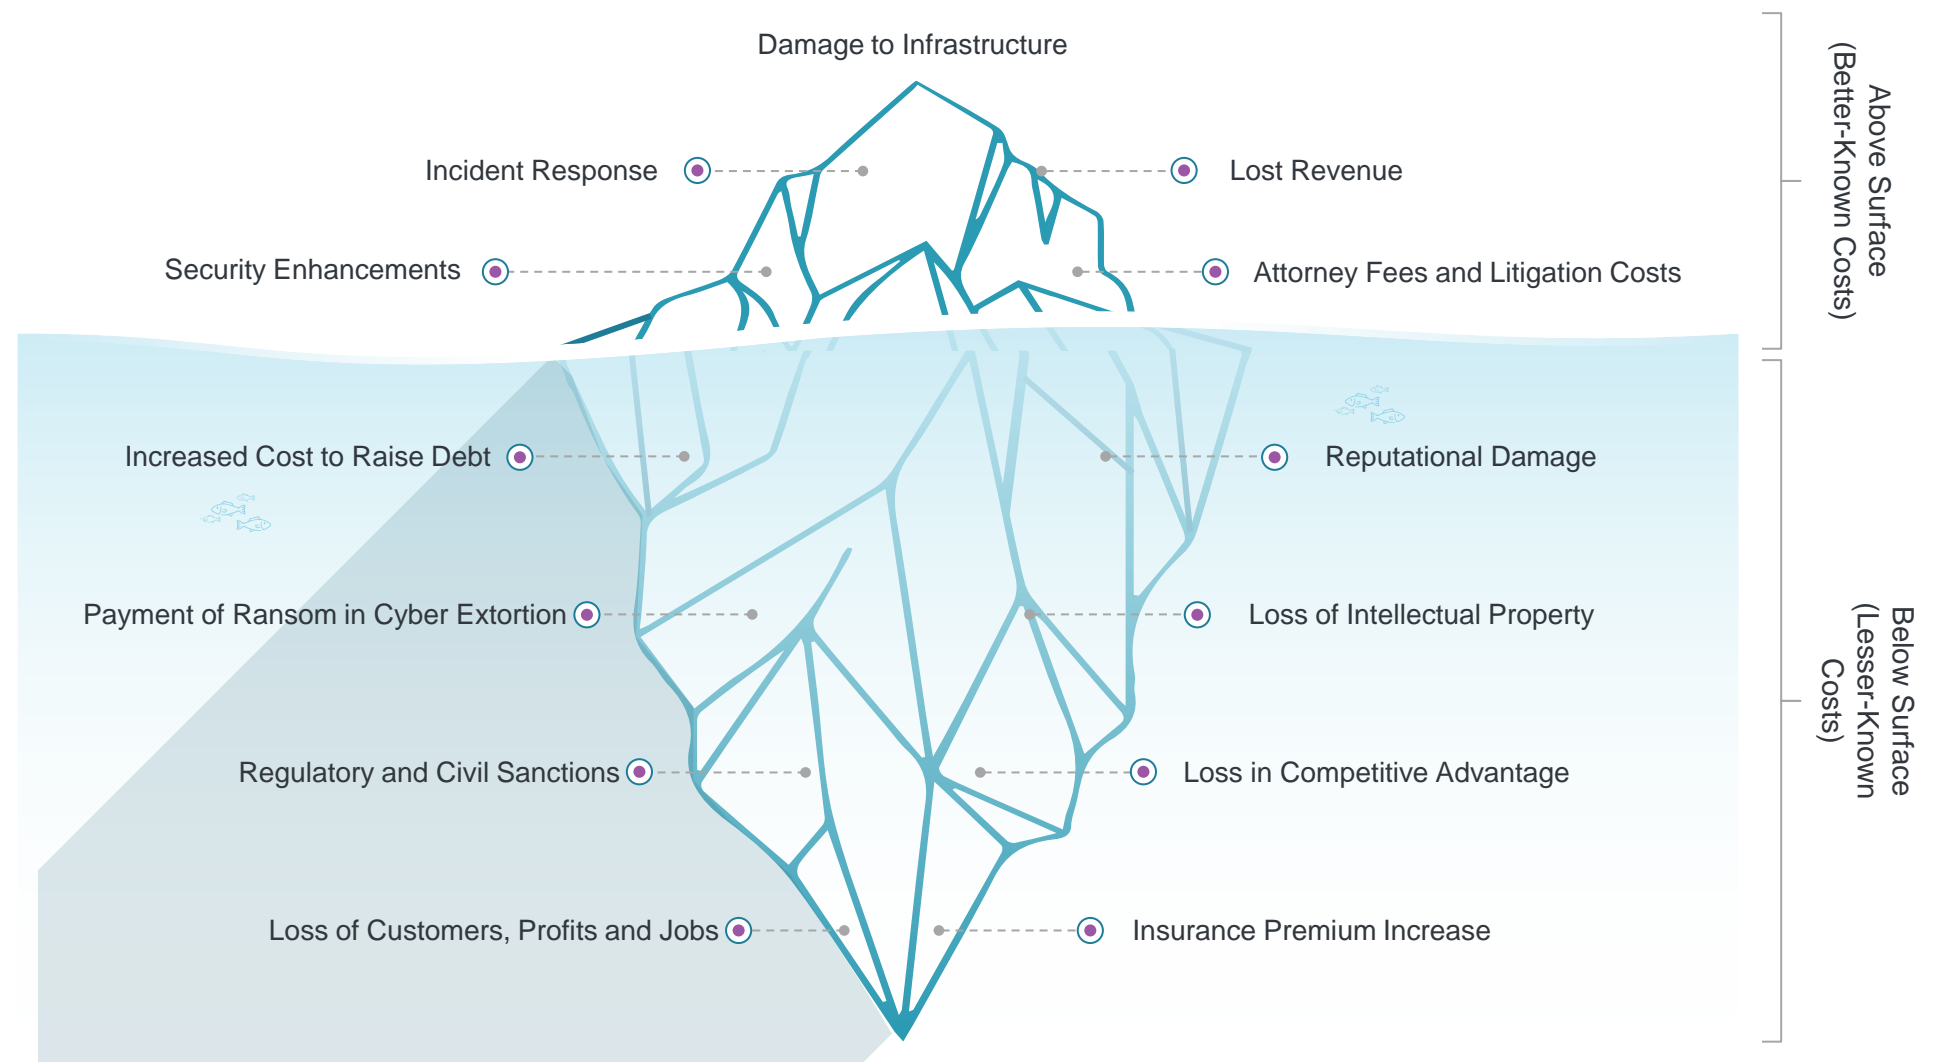 Damage to Infrastructure
Incident Response
Lost Revenue
Security Enhancements
Attorney Fees and Litigation Costs
Above Surface
(Better-Known Costs)
Increased Cost to Raise Debt
Reputational Damage
Payment of Ransom in Cyber Extortion
Loss of Intellectual Property
Regulatory and Civil Sanctions
Loss in Competitive Advantage
Loss of Customers, Profits and Jobs
Insurance Premium Increase
Below Surface
(Lesser-Known
Costs)